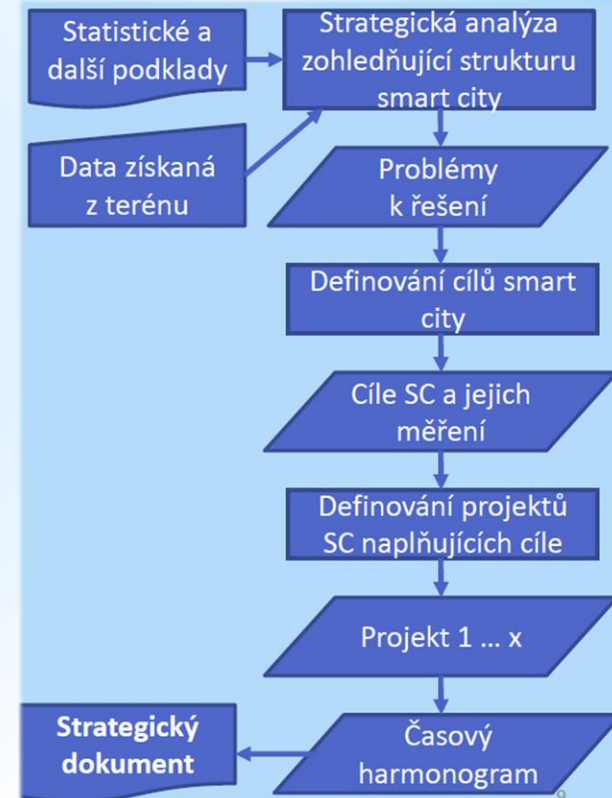 Statistické a
další podklady
Strategická analýza
zohledňující strukturu
smart city
Data získaná
z terénu
Problémy
k řešení
Definování cílů smart
city
Cíle SC a jejich
měření
Definování projektů
SC naplňujících cíle
Projekt 1 ... x
Strategický
dokument
Časový
harmonogram
9